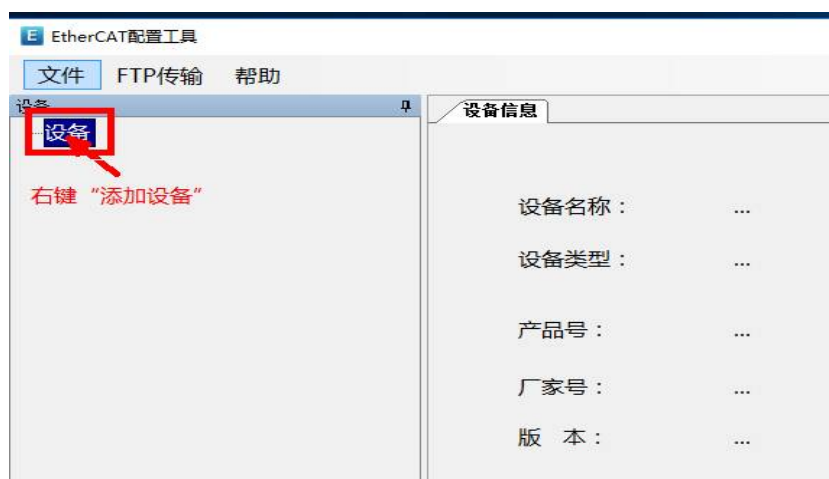 E EtherCAT配置工具
文件 FTP传输 帮助
设备
设备信息
设备
右键“添加设备”
设备名称： ...
设备类型： ...
产品号： ...
厂家号： ...
版 本： ...